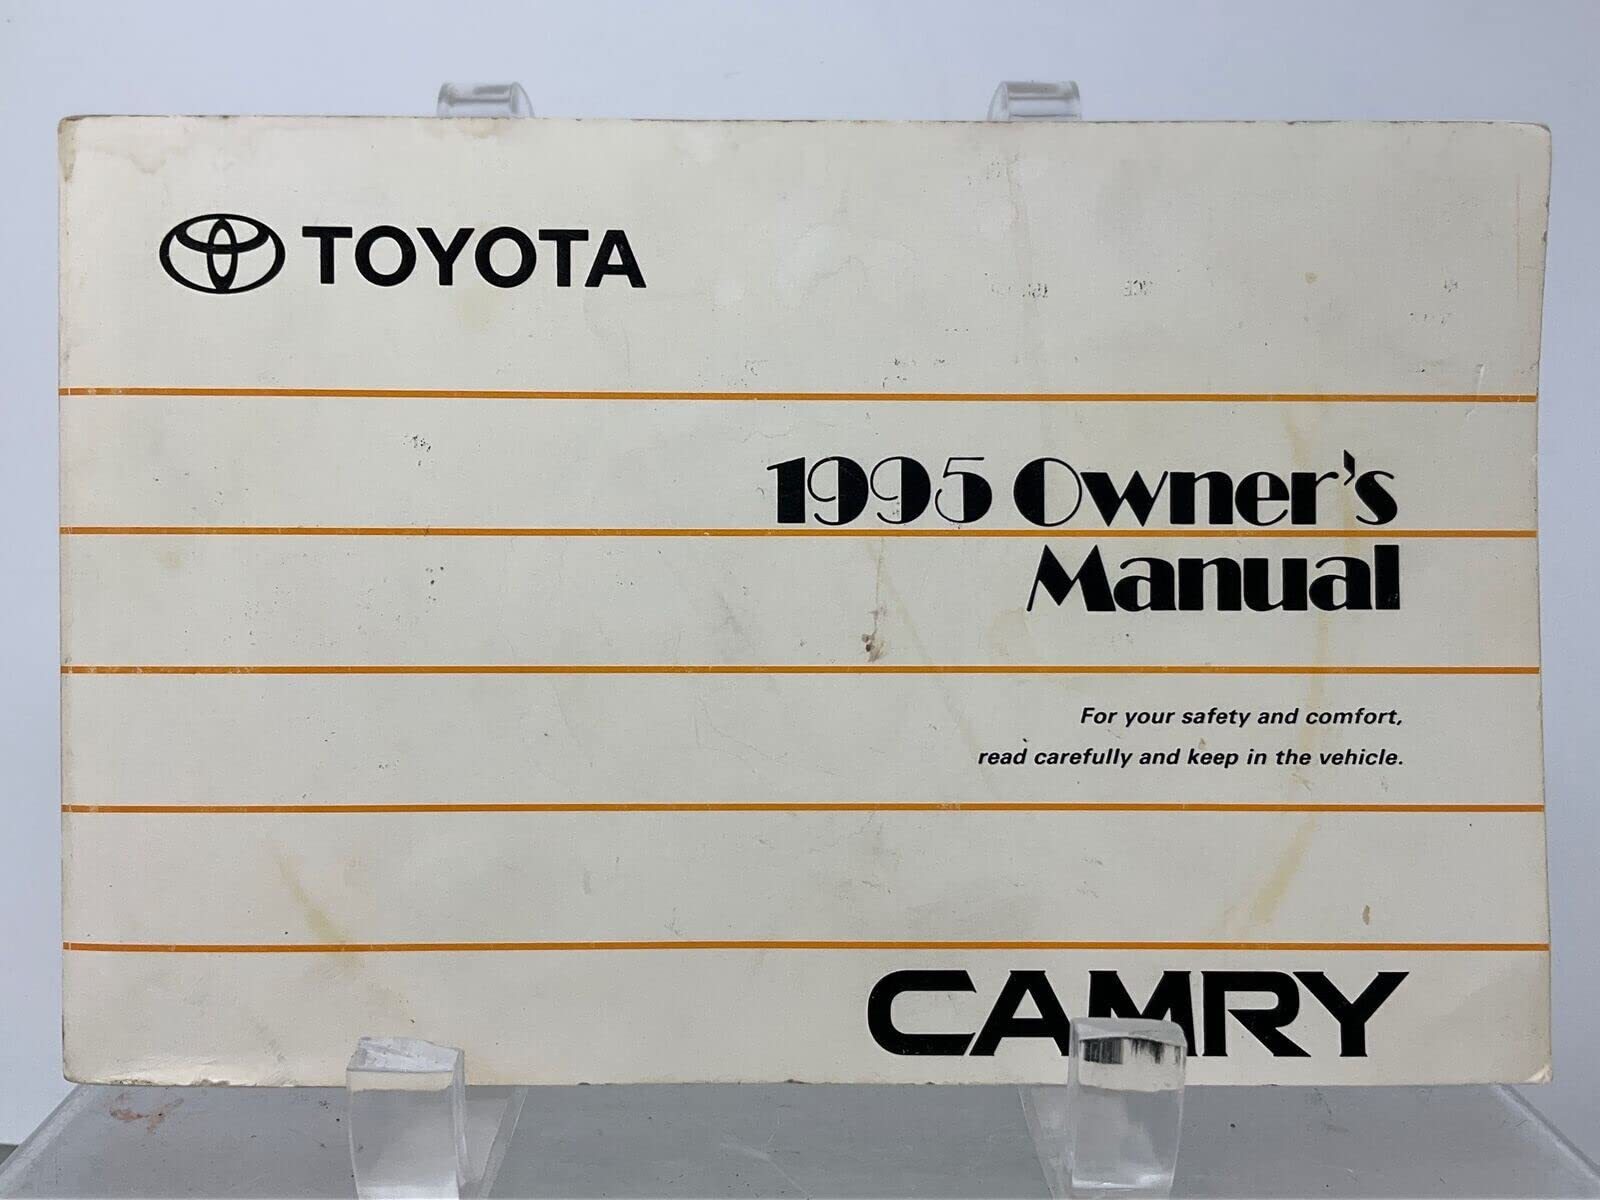 TOYOTA
1995 Owner's
Manual
For your safety and comfort,
read carefully and keep in the vehicle.
CAMRY